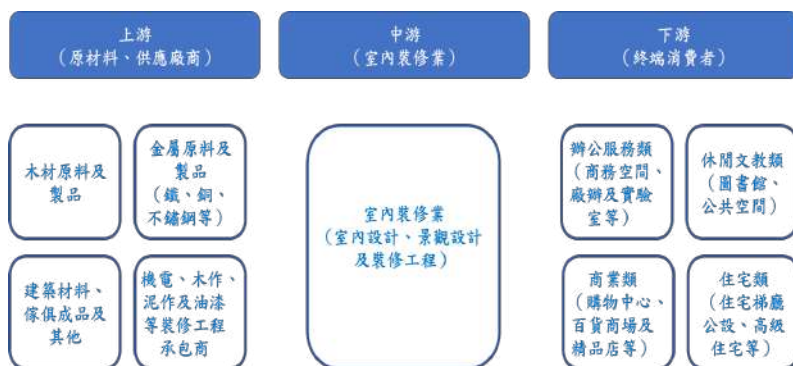 上游
（原材料、供應廠商）
中游
（室內裝修業）
下游
（終端消費者）
木材原料及
製品
金屬原料及
製品
（鐵、銅、
不鏽鋼等）
建築材料、
傢俱成品及
其他
機電、木作、
泥作及油漆
等裝修工程
承包商
室內裝修業
（室內設計、景觀設計
及裝修工程）
辦公服務類
（商務空間、
廠辦及實驗
室等）
休閒文教類
（圖書館、
公共空間）
商業類
（購物中心、
百貨商場及
精品店等）
住宅類
（住宅梯廳
公設、高級
住宅等）